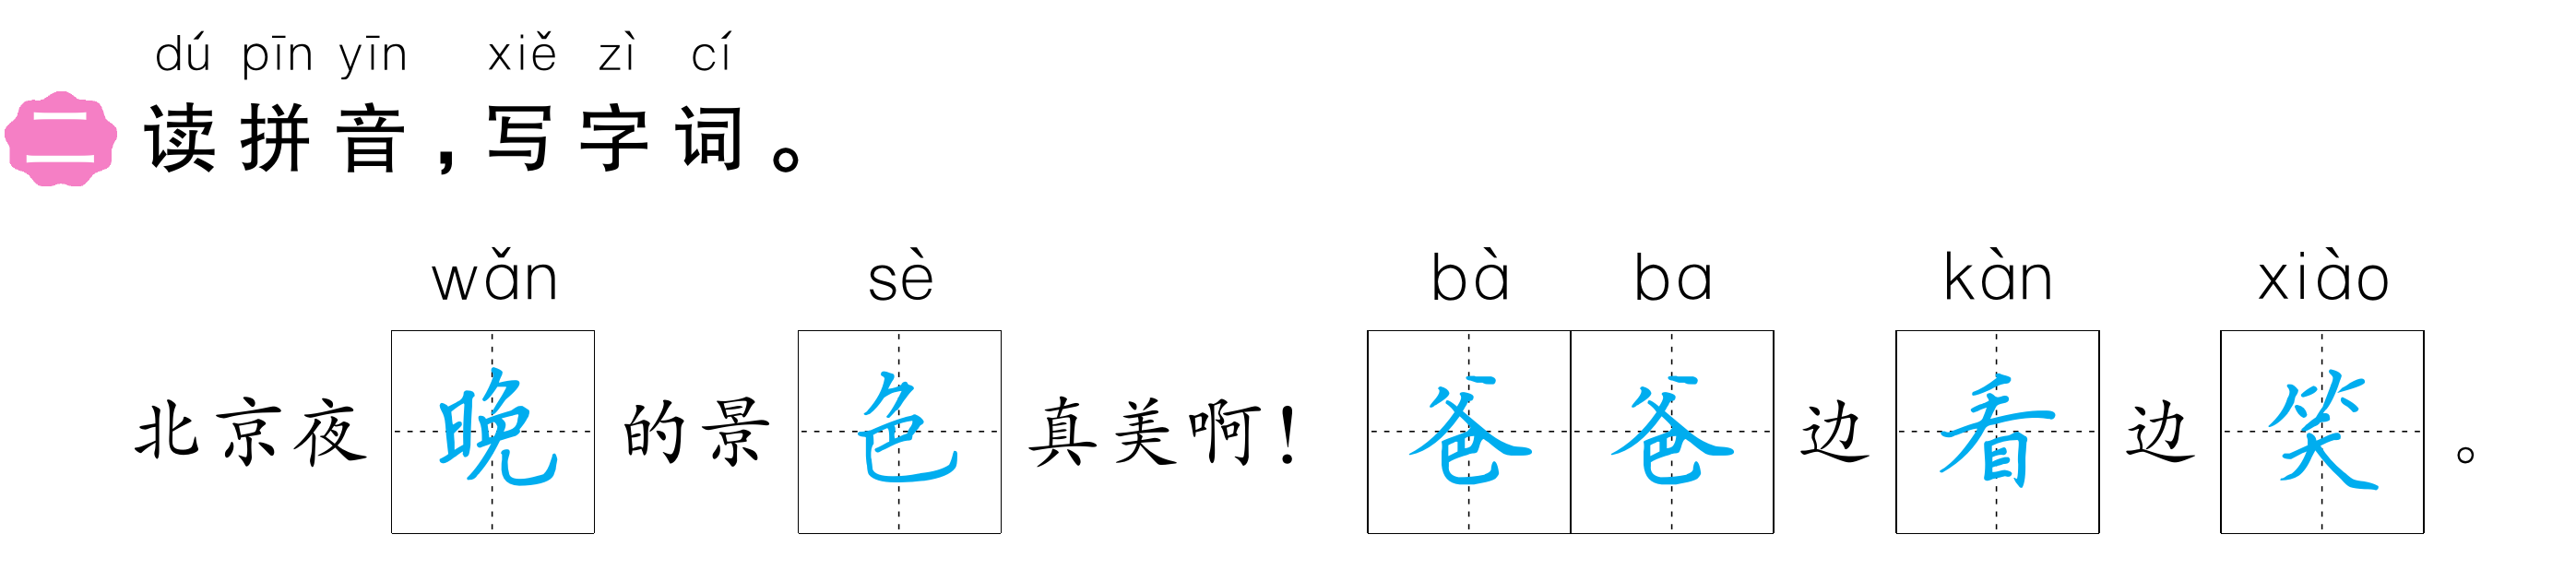 dú pīn yīn xiě zì cí
二 读拼音，写字词。
wǎn sè bà ba kàn xiào
北京夜晚的景色真美啊！爸爸边看边笑。